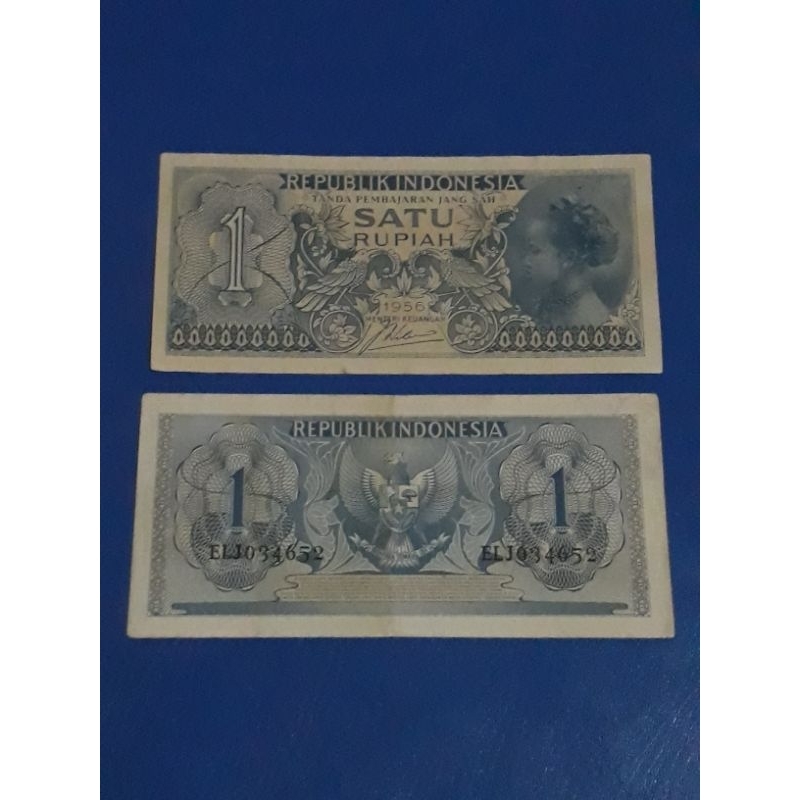 REPUBLIK INDONESIA
TANDA PEMBAJARAN JANG SAH
1
SATU
RUPIAH
1956
MENTERI KEUANGAN
REPUBLIK INDONESIA
1 1
ELJ034652 ELJ034652